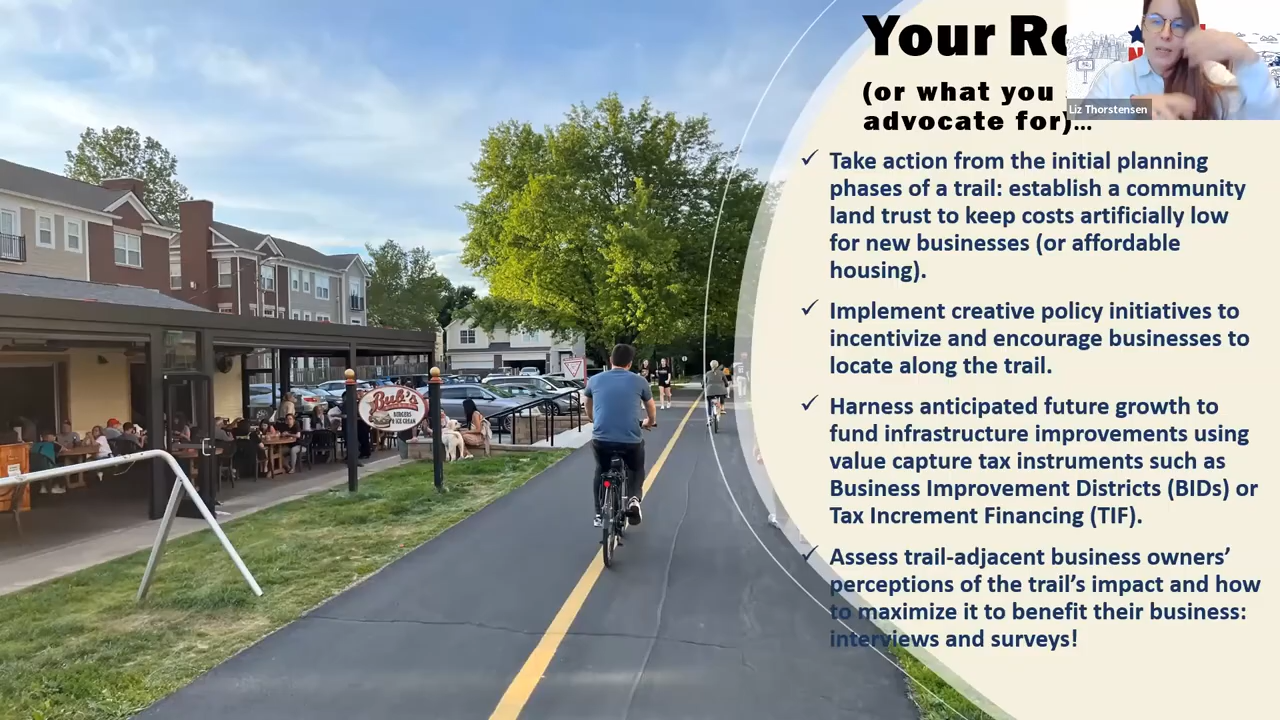 Your
(or what you
advocate for)...
Liz Thorstensen
✓ Take action from the initial planning
phases of a trail: establish a community
land trust to keep costs artificially low
for new businesses (or affordable
housing).
✓ Implement creative policy initiatives to
incentivize and encourage businesses to
locate along the trail.
✓ Harness anticipated future growth to
fund infrastructure improvements using
value capture tax instruments such as
Business Improvement Districts (BIDs) or
Tax Increment Financing (TIF).
✓ Assess trail-adjacent business owners’
perceptions of the trail’s impact and how
to maximize it to benefit their business:
interviews and surveys!
Bub's
BURGERS
& ICE CREAM